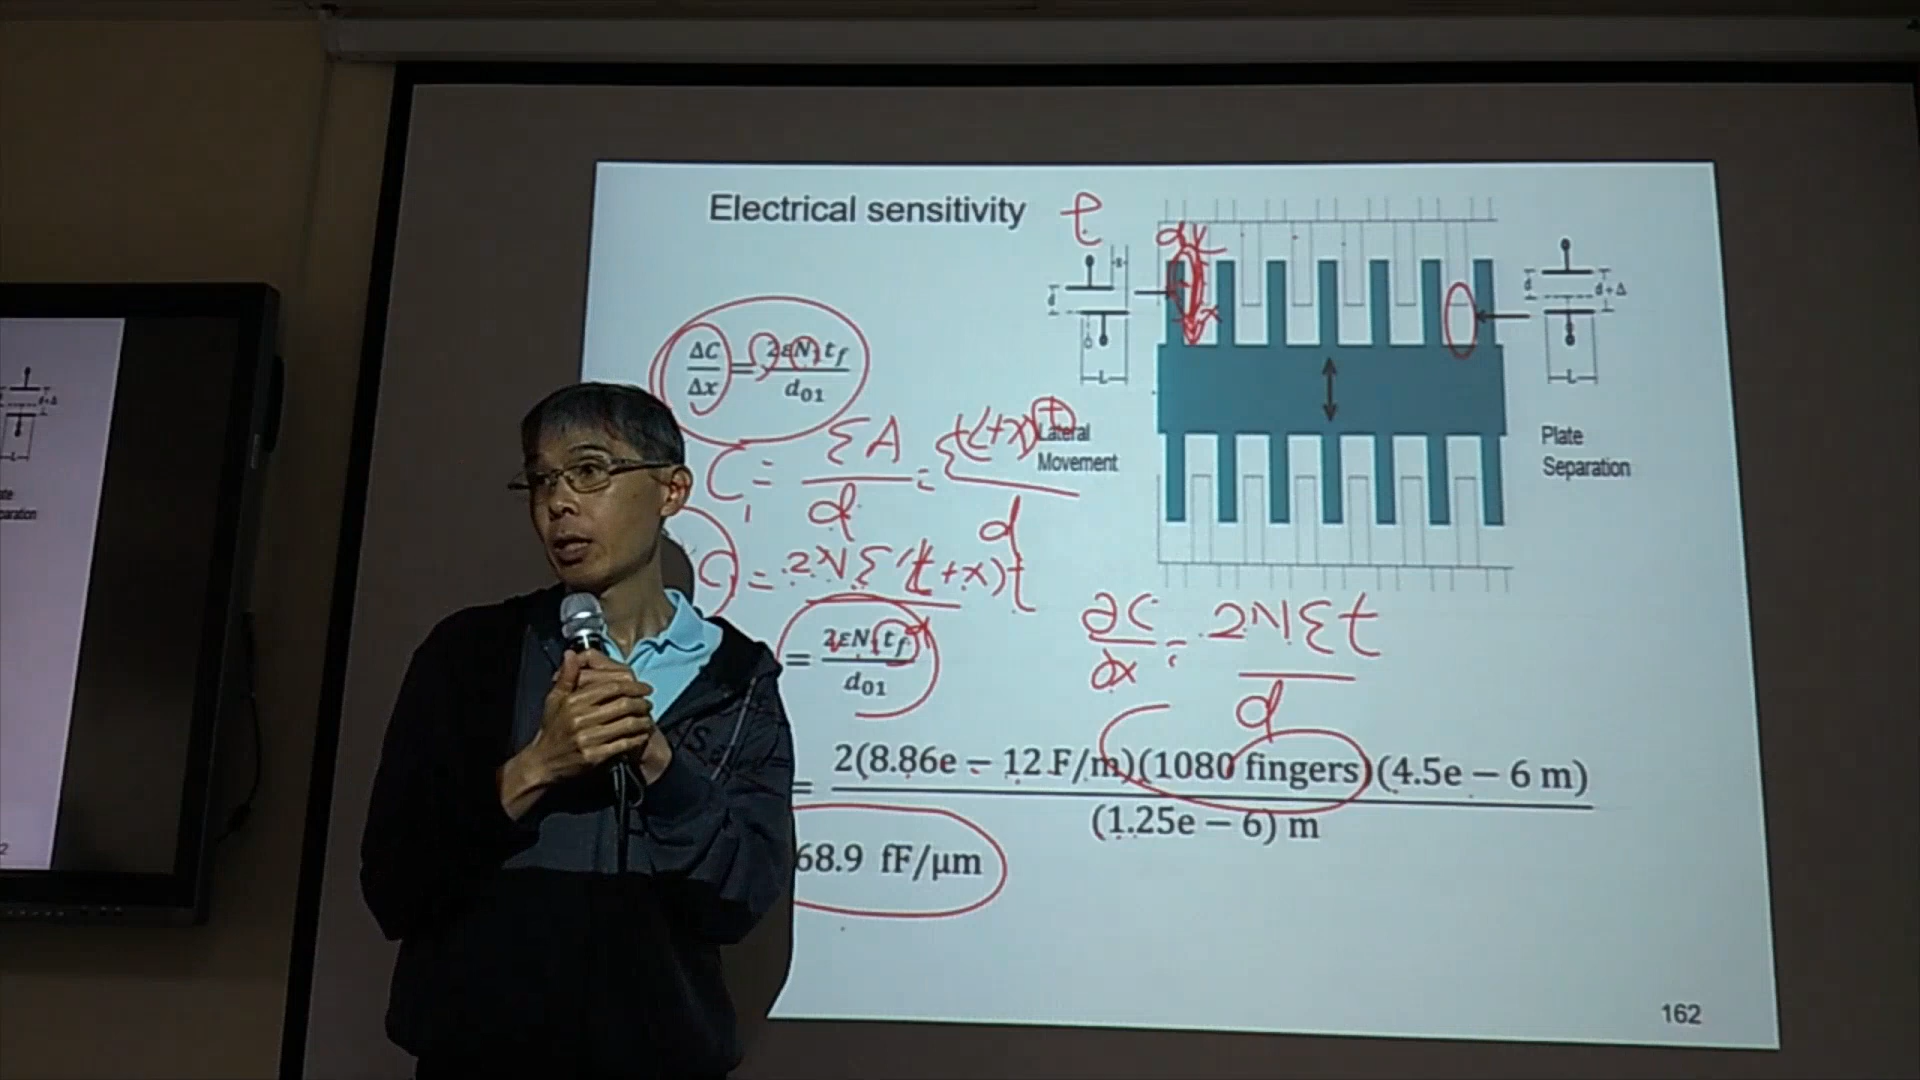 Electrical sensitivity
t
d
x
d
d
d+Δ
L
L
ΔC/Δx = 2εN₁t_f/d₀₁
Lateral
Movement
Plate
Separation
C₁ = εA/d = εt(l+x)/d
C = 2Nε(l+x)t/d
= 2εN₁t_f/d₀₁
∂C/∂x = 2Nεt/d
= 2(8.86e − 12 F/m)(1080 fingers)(4.5e − 6 m)/(1.25e − 6) m
68.9 fF/μm
162